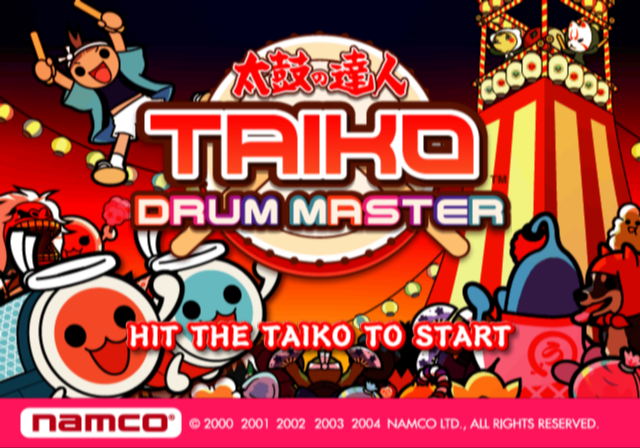 太鼓の達人
TAIKO
™
DRUM MASTER
HIT THE TAIKO TO START
namco® © 2000 2001 2002 2003 2004 NAMCO LTD., ALL RIGHTS RESERVED.